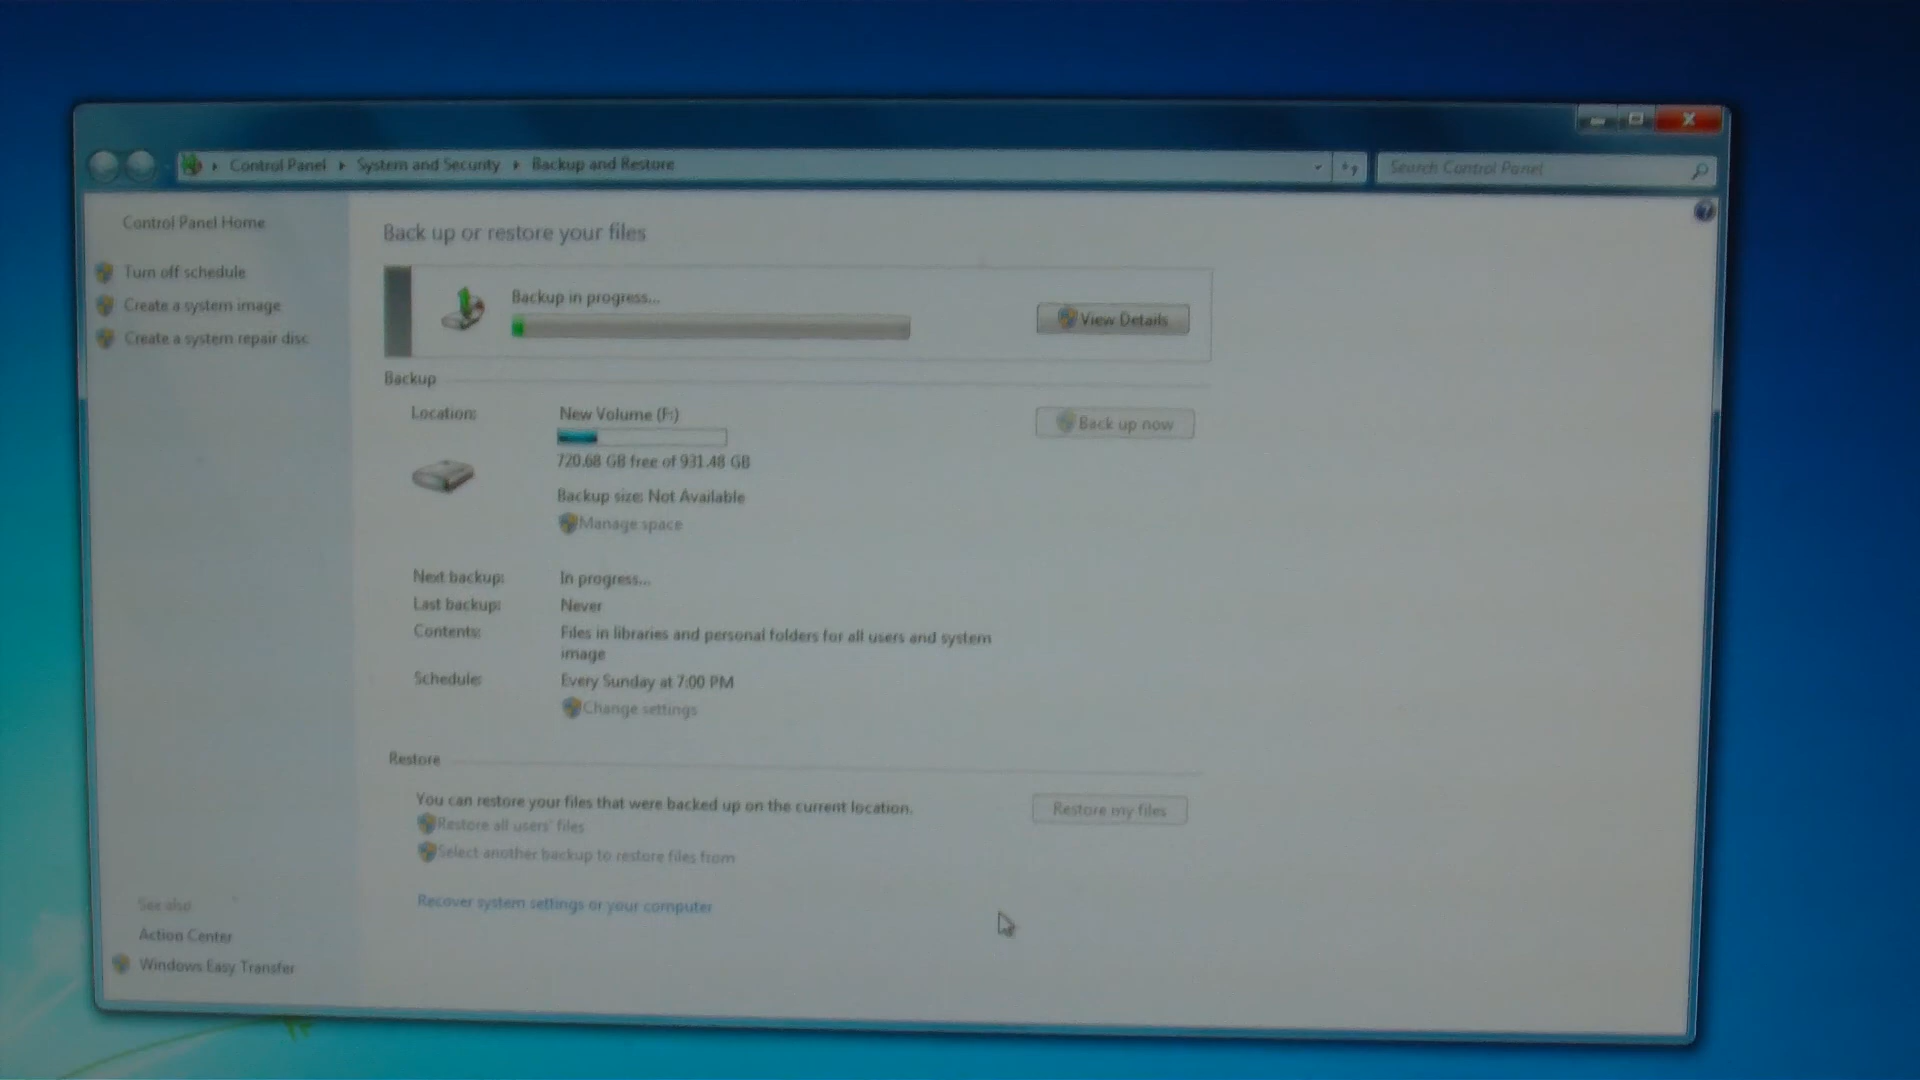 Control Panel ▸ System and Security ▸ Backup and Restore
Search Control Panel
Control Panel Home
Turn off schedule
Create a system image
Create a system repair disc
Back up or restore your files
Backup in progress...
View Details
Backup
Location:
New Volume (F:)
Back up now
720.68 GB free of 931.48 GB
Backup size: Not Available
Manage space
Next backup:
In progress...
Last backup:
Never
Contents:
Files in libraries and personal folders for all users and system
image
Schedule:
Every Sunday at 7:00 PM
Change settings
Restore
You can restore your files that were backed up on the current location.
Restore my files
Restore all users' files
Select another backup to restore files from
Recover system settings or your computer
See also
Action Center
Windows Easy Transfer